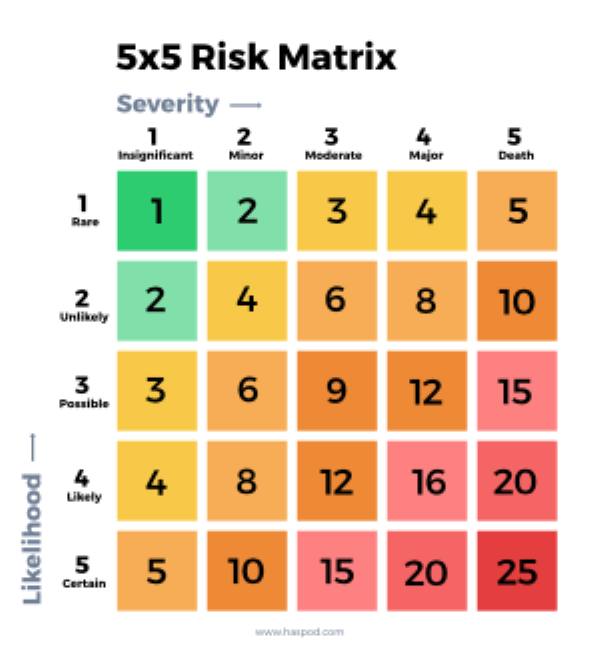 5x5 Risk Matrix
Severity
1 2 3 4 5
Insignificant Minor Moderate Major Death
1 Rare 1 2 3 4 5
2 Unlikely 2 4 6 8 10
3 Possible 3 6 9 12 15
4 Likely 4 8 12 16 20
5 Certain 5 10 15 20 25
Likelihood
www.haspod.com